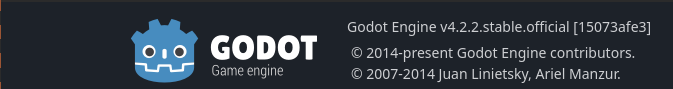 GODOT
Game engine
Godot Engine v4.2.2.stable.official [15073afe3]
© 2014-present Godot Engine contributors.
© 2007-2014 Juan Linietsky, Ariel Manzur.